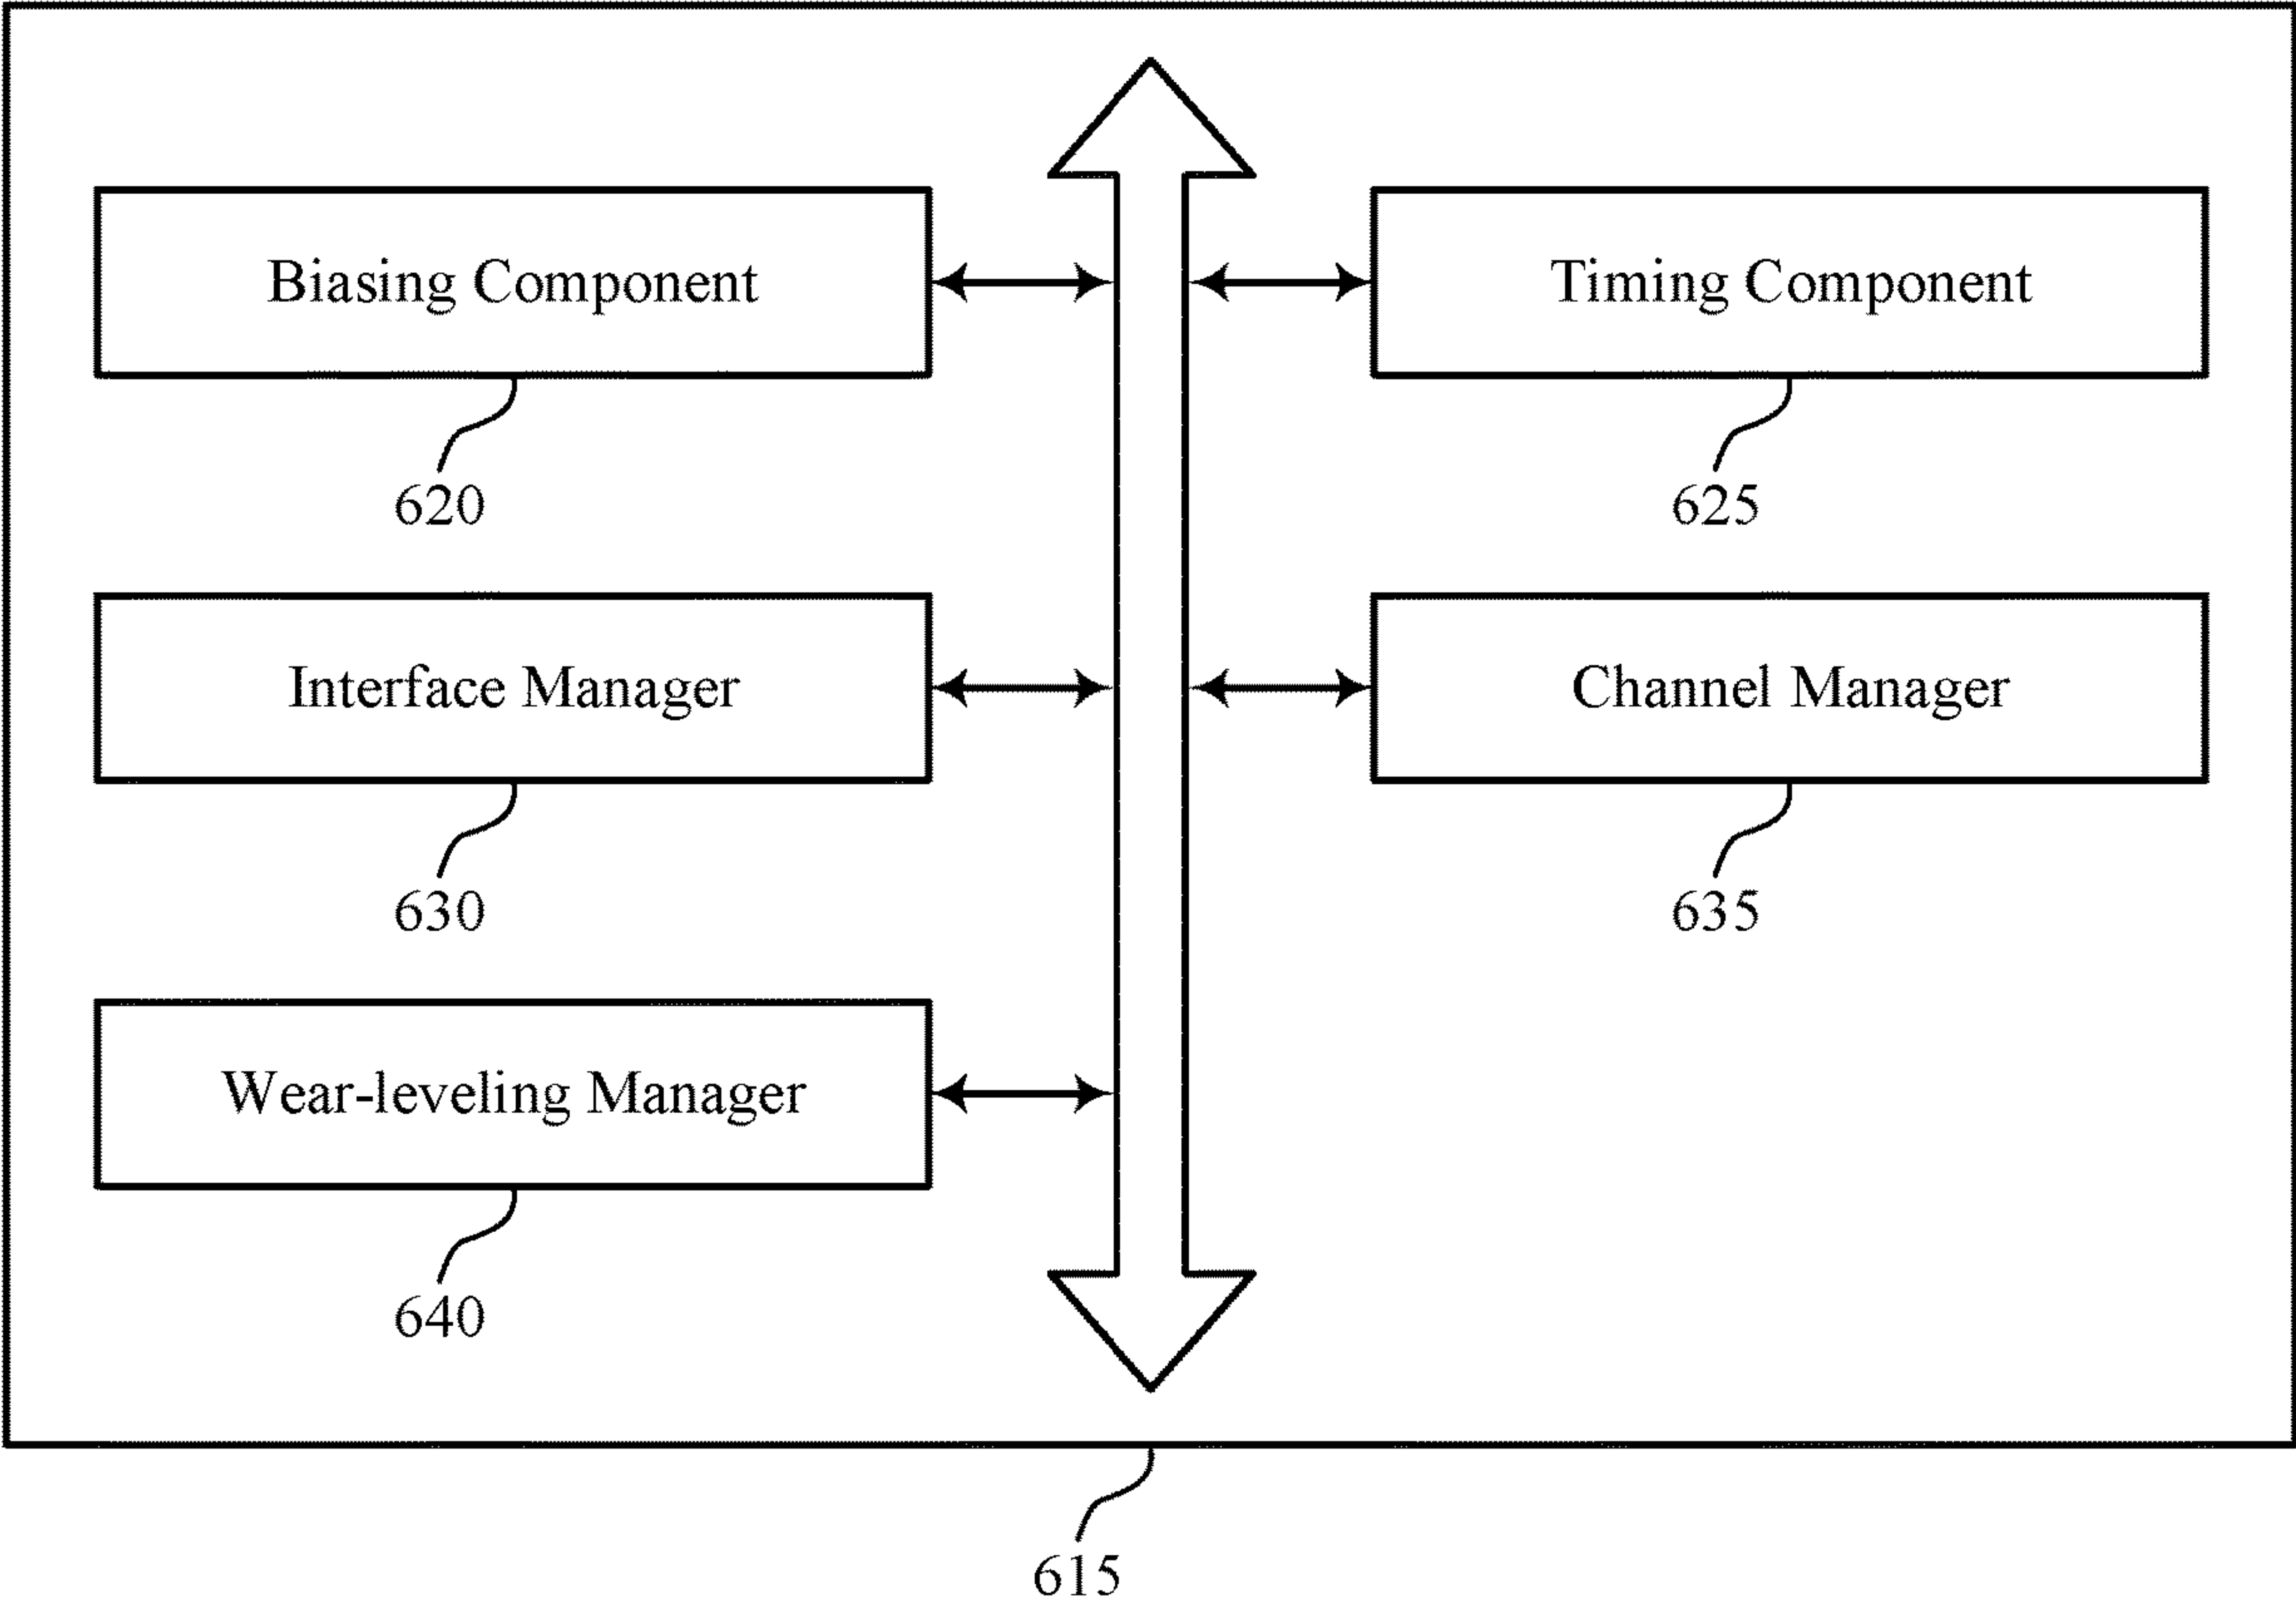 Biasing Component
Timing Component
620
625
Interface Manager
Channel Manager
630
635
Wear-leveling Manager
640
615